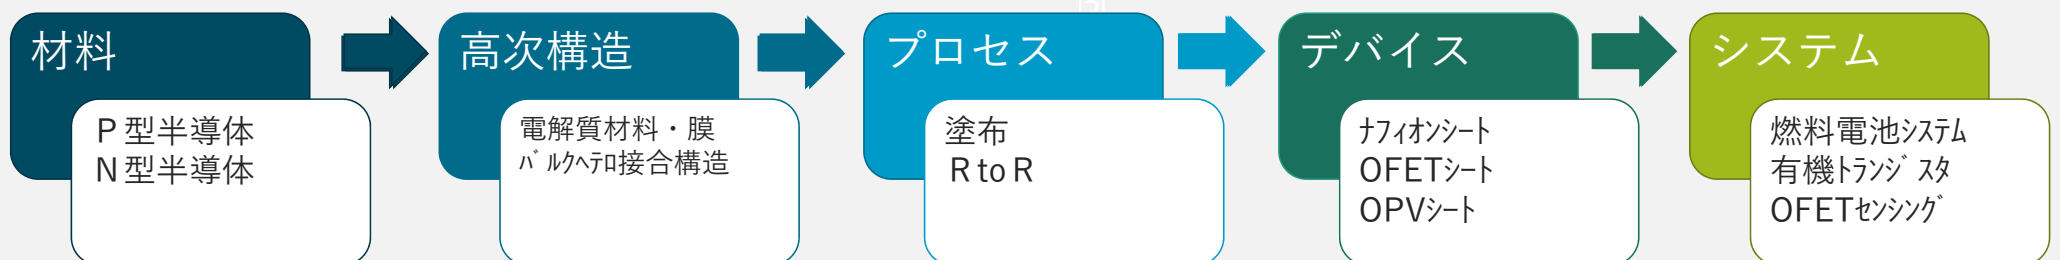 材料
P型半導体
N型半導体
高次構造
電解質材料・膜
ﾊﾞﾙｸﾍﾃﾛ接合構造
プロセス
塗布
R to R
デバイス
ﾅﾌｨｵﾝｼｰﾄ
OFETｼｰﾄ
OPVｼｰﾄ
システム
燃料電池ｼｽﾃﾑ
有機ﾄﾗﾝｼﾞｽﾀ
OFETｾﾝｼﾝｸﾞ